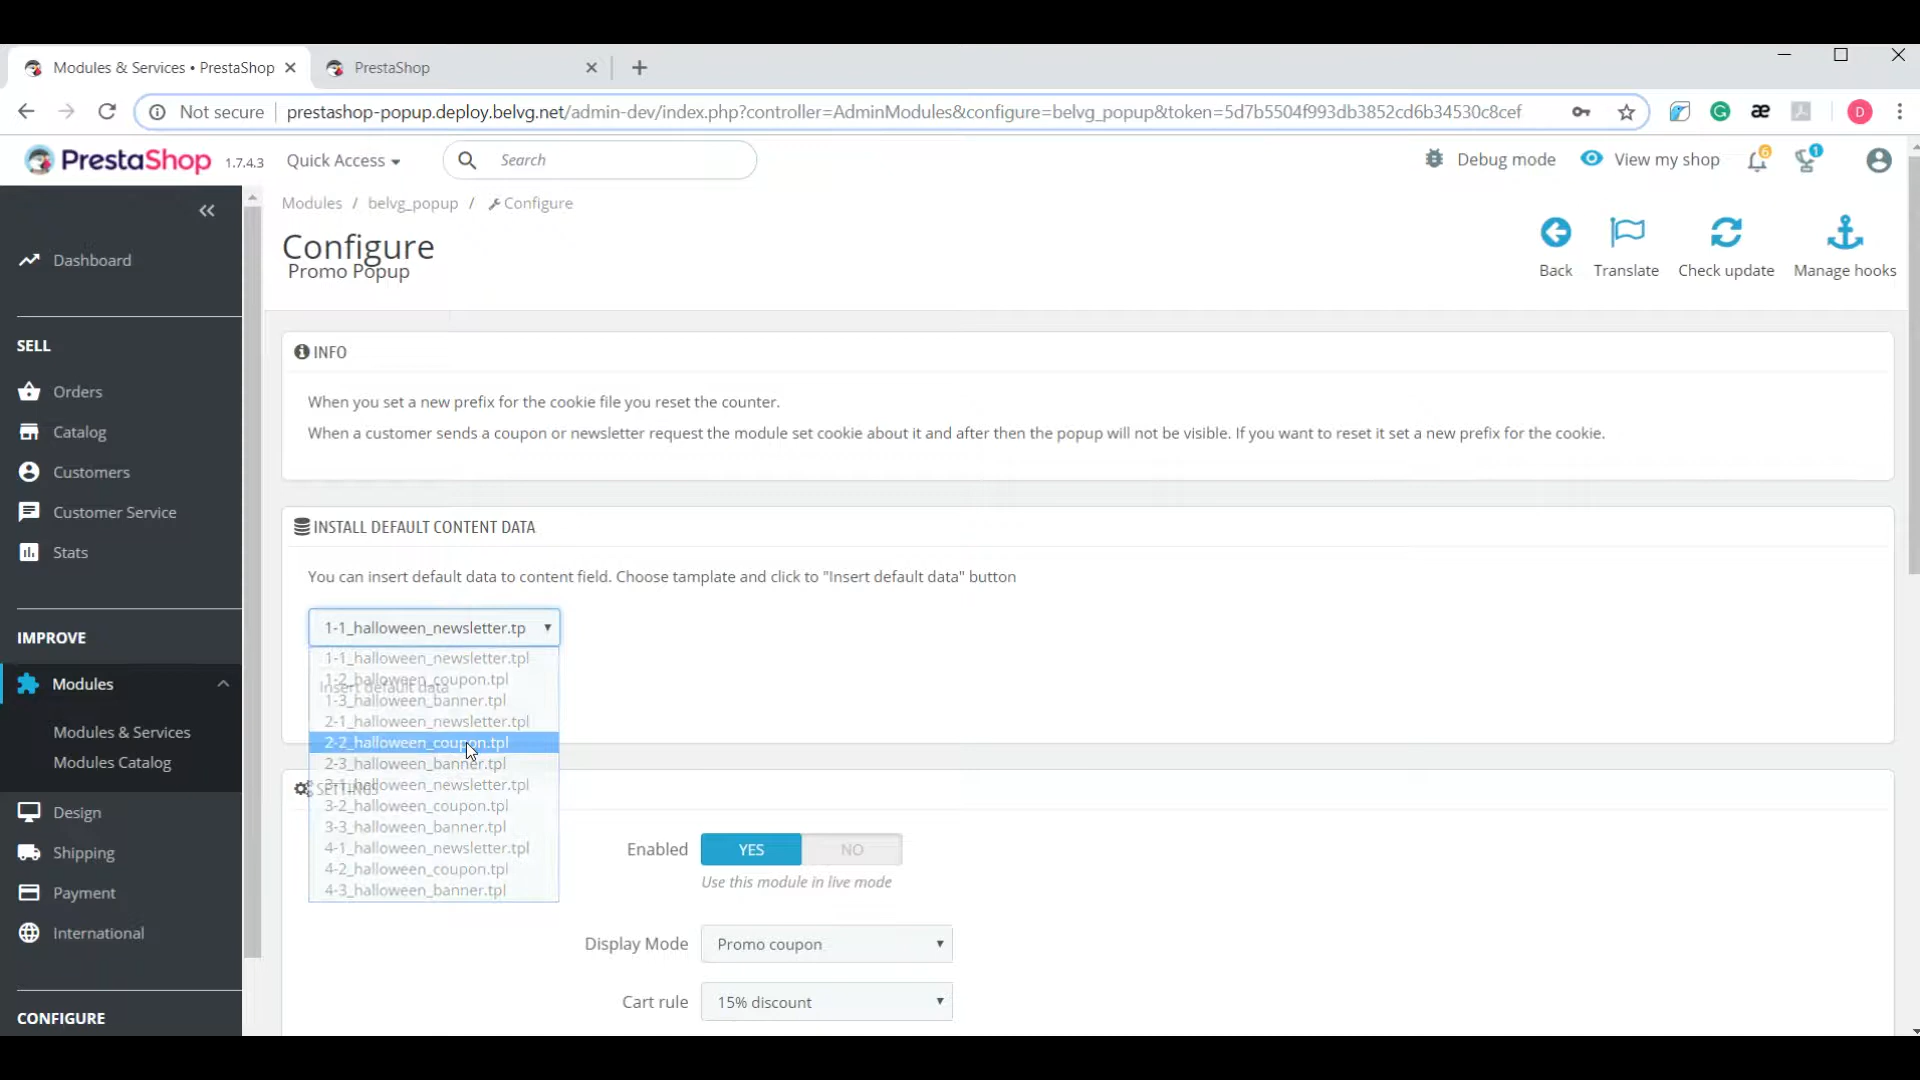 Modules & Services • PrestaShop
PrestaShop
Not secure
prestashop-popup.deploy.belvg.net/admin-dev/index.php?controller=AdminModules&configure=belvg_popup&token=5d7b5504f993db3852cd6b34530c8cef
æ
D
PrestaShop 1.7.4.3
Quick Access
Search
Debug mode
View my shop
6
1
Modules / belvg_popup / Configure
Configure
Promo Popup
Back
Translate
Check update
Manage hooks
Dashboard
SELL
Orders
Catalog
Customers
Customer Service
Stats
IMPROVE
Modules
Modules & Services
Modules Catalog
Design
Shipping
Payment
International
CONFIGURE
INFO
When you set a new prefix for the cookie file you reset the counter.
When a customer sends a coupon or newsletter request the module set cookie about it and after then the popup will not be visible. If you want to reset it set a new prefix for the cookie.
INSTALL DEFAULT CONTENT DATA
You can insert default data to content field. Choose tamplate and click to "Insert default data" button
1-1_halloween_newsletter.tp
1-1_halloween_newsletter.tpl
1-2_halloween_coupon.tpl
Insert default data
1-3_halloween_banner.tpl
2-1_halloween_newsletter.tpl
2-2_halloween_coupon.tpl
2-3_halloween_banner.tpl
3-1_halloween_newsletter.tpl
SETTINGS
3-2_halloween_coupon.tpl
3-3_halloween_banner.tpl
4-1_halloween_newsletter.tpl
4-2_halloween_coupon.tpl
4-3_halloween_banner.tpl
Enabled
YES
NO
Use this module in live mode
Display Mode
Promo coupon
Cart rule
15% discount